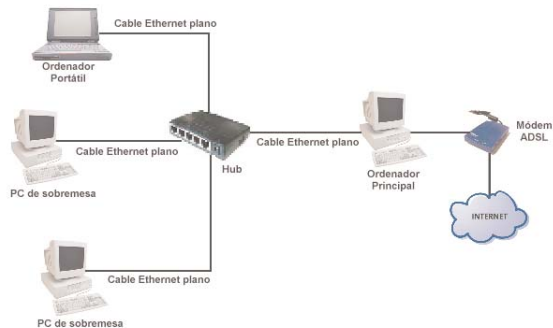 Cable Ethernet plano
Ordenador
Portátil
Cable Ethernet plano
PC de sobremesa
Hub
Cable Ethernet plano
Ordenador
Principal
Módem
ADSL
INTERNET
Cable Ethernet plano
PC de sobremesa